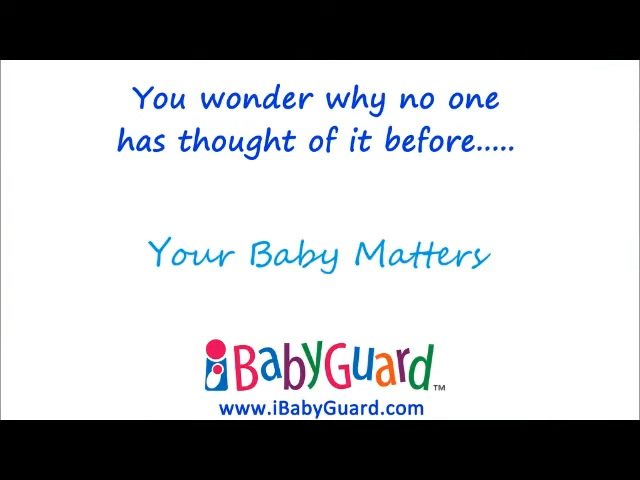 You wonder why no one
has thought of it before.....
Your Baby Matters
iBabyGuard™
www.iBabyGuard.com